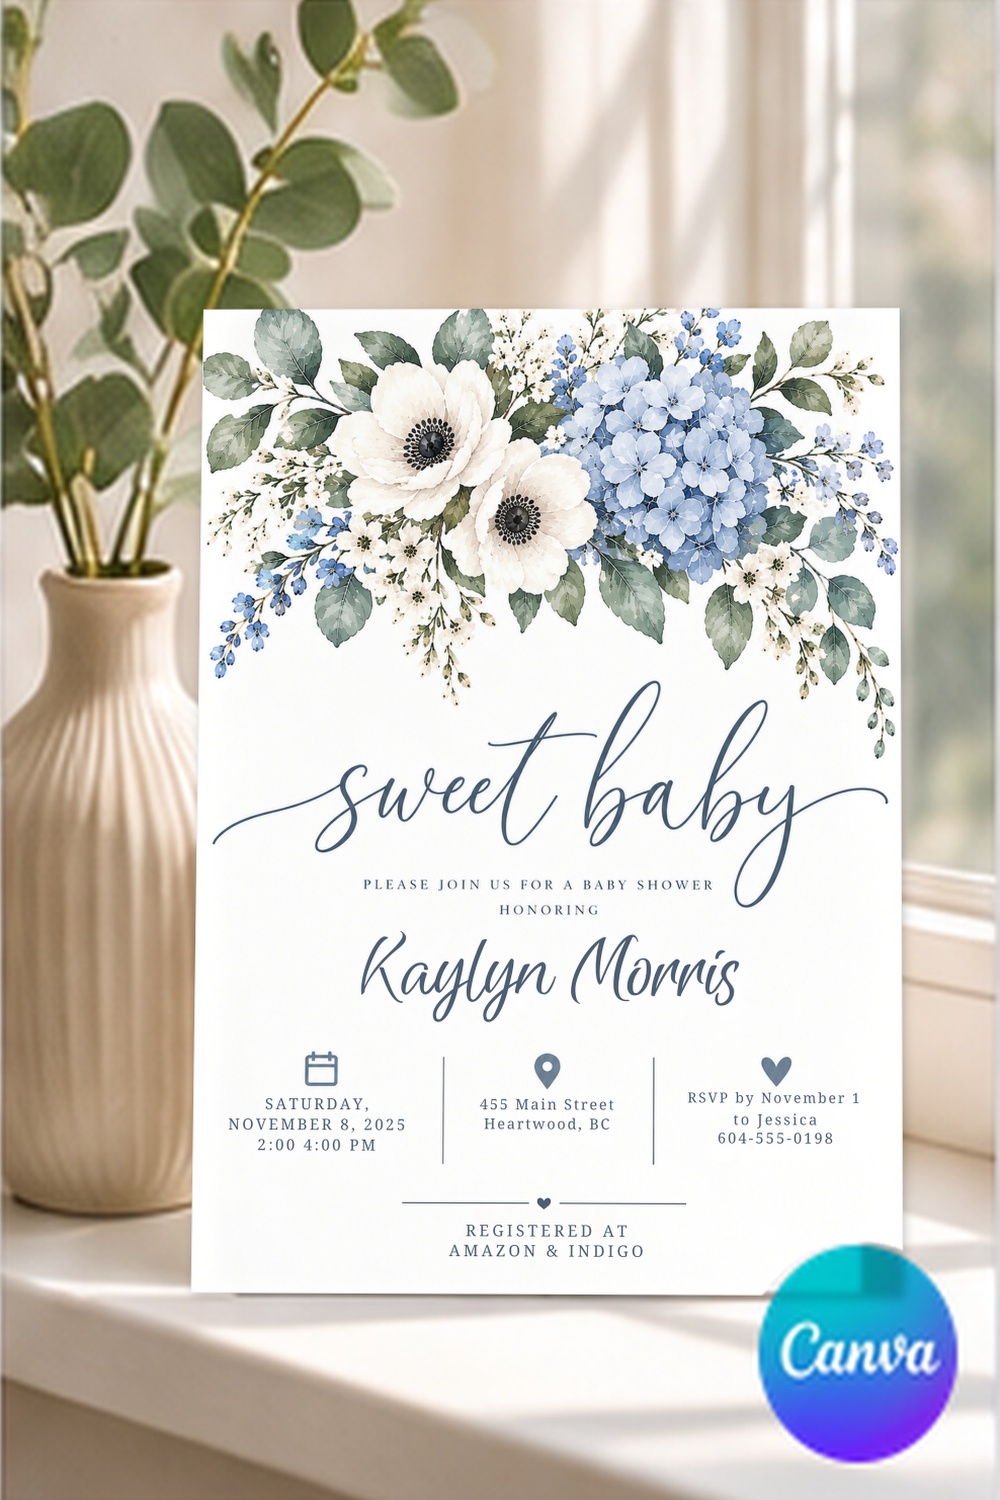 sweet baby
PLEASE JOIN US FOR A BABY SHOWER
HONORING
Kaylyn Morris
SATURDAY,
NOVEMBER 8, 2025
2:00 4:00 PM
455 Main Street
Heartwood, BC
RSVP by November 1
to Jessica
604-555-0198
REGISTERED AT
AMAZON & INDIGO
Canva